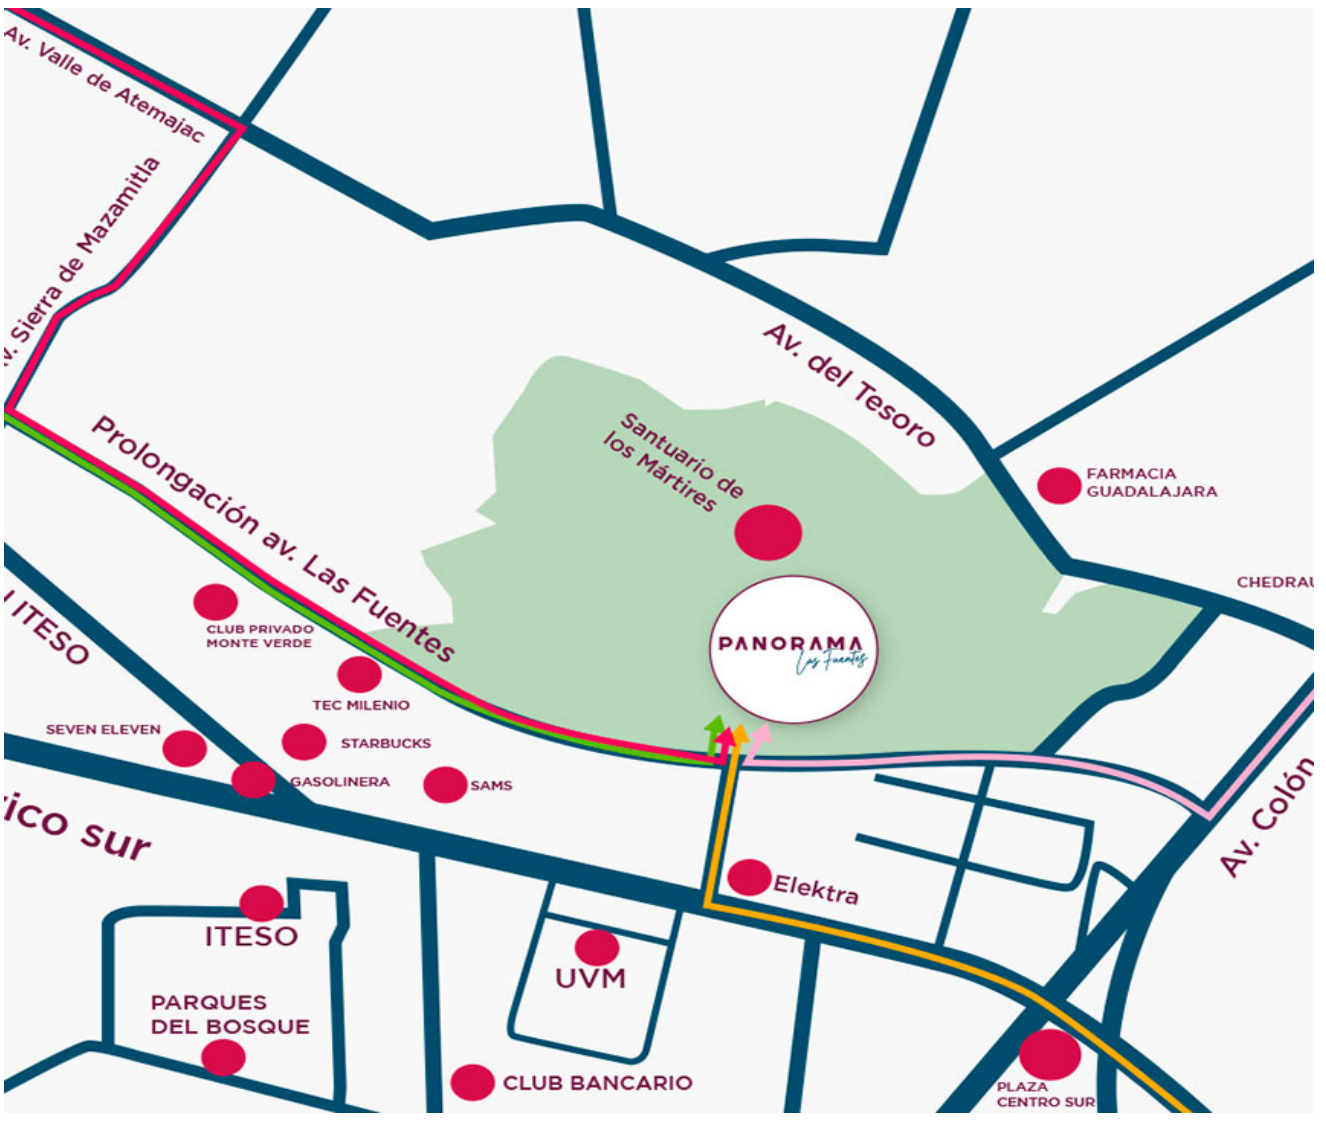 Av. Valle de Atemajac
v. Sierra de Mazamitla
Av. del Tesoro
Prolongación av. Las Fuentes
Santuario de
los Mártires
FARMACIA
GUADALAJARA
CHEDRAU
ITESO
CLUB PRIVADO
MONTE VERDE
PANORAMA
Las Fuentes
TEC MILENIO
SEVEN ELEVEN
STARBUCKS
GASOLINERA
SAMS
Av. Colón
ico sur
Elektra
ITESO
UVM
PARQUES
DEL BOSQUE
CLUB BANCARIO
PLAZA
CENTRO SUR